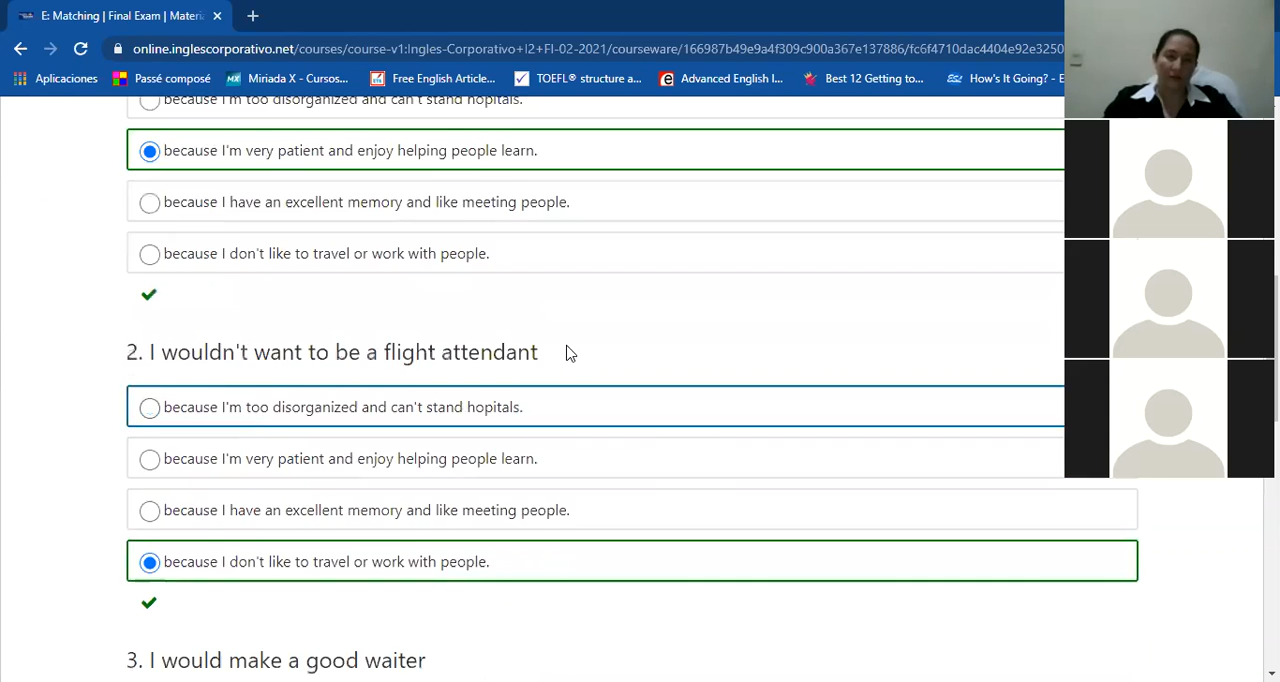 E: Matching | Final Exam | Materi
online.inglescorporativo.net/courses/course-v1:Ingles-Corporativo+I2+FI-02-2021/courseware/166987b49e9a4f309c900a367e137886/fc6f4710dac4404e92e3250
Aplicaciones Passé composé Miriada X - Cursos... Free English Article... TOEFL® structure a... Advanced English I... Best 12 Getting to... How's It Going? - E
because I'm too disorganized and can't stand hopitals.
because I'm very patient and enjoy helping people learn.
because I have an excellent memory and like meeting people.
because I don't like to travel or work with people.
2. I wouldn't want to be a flight attendant
because I'm too disorganized and can't stand hopitals.
because I'm very patient and enjoy helping people learn.
because I have an excellent memory and like meeting people.
because I don't like to travel or work with people.
3. I would make a good waiter